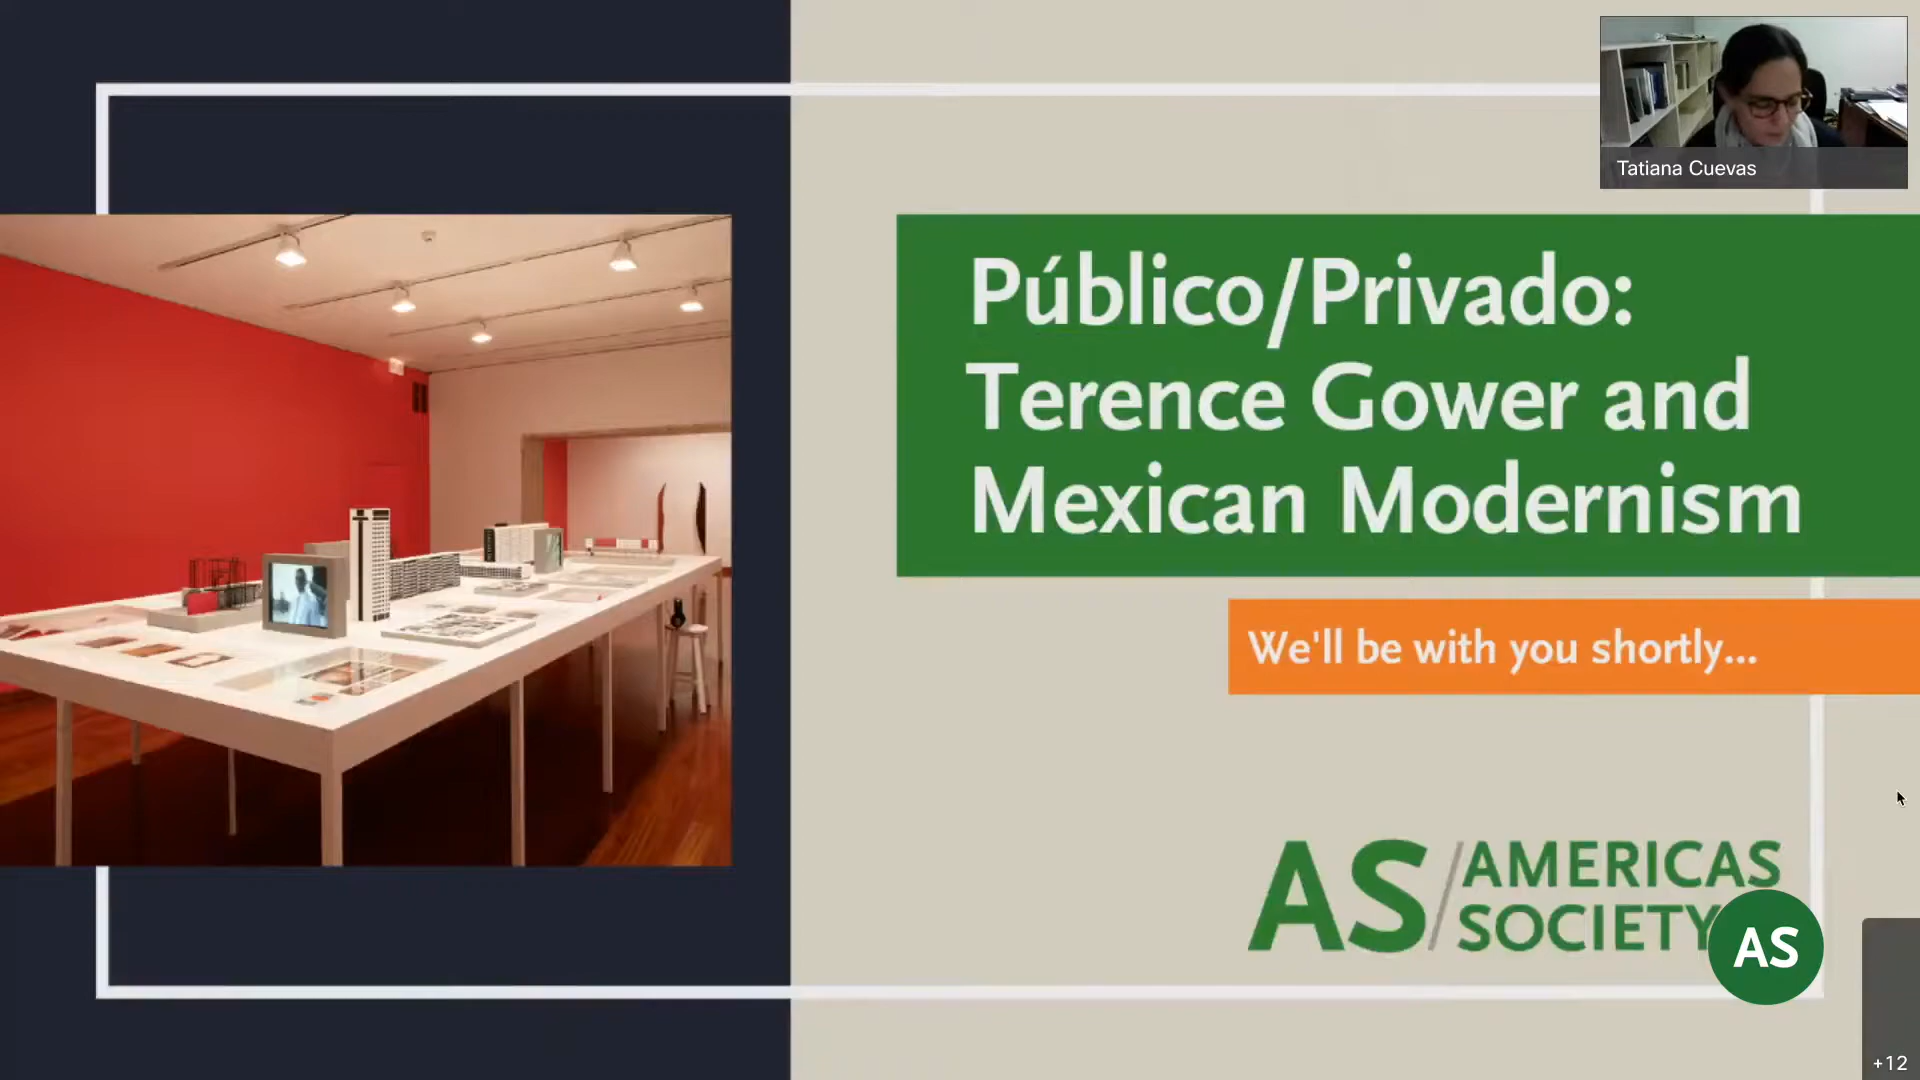 Tatiana Cuevas
Público/Privado:
Terence Gower and
Mexican Modernism
We'll be with you shortly...
AS/AMERICAS
SOCIETY
AS
+12